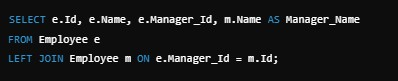 SELECT e.Id, e.Name, e.Manager_Id, m.Name AS Manager_Name
FROM Employee e
LEFT JOIN Employee m ON e.Manager_Id = m.Id;